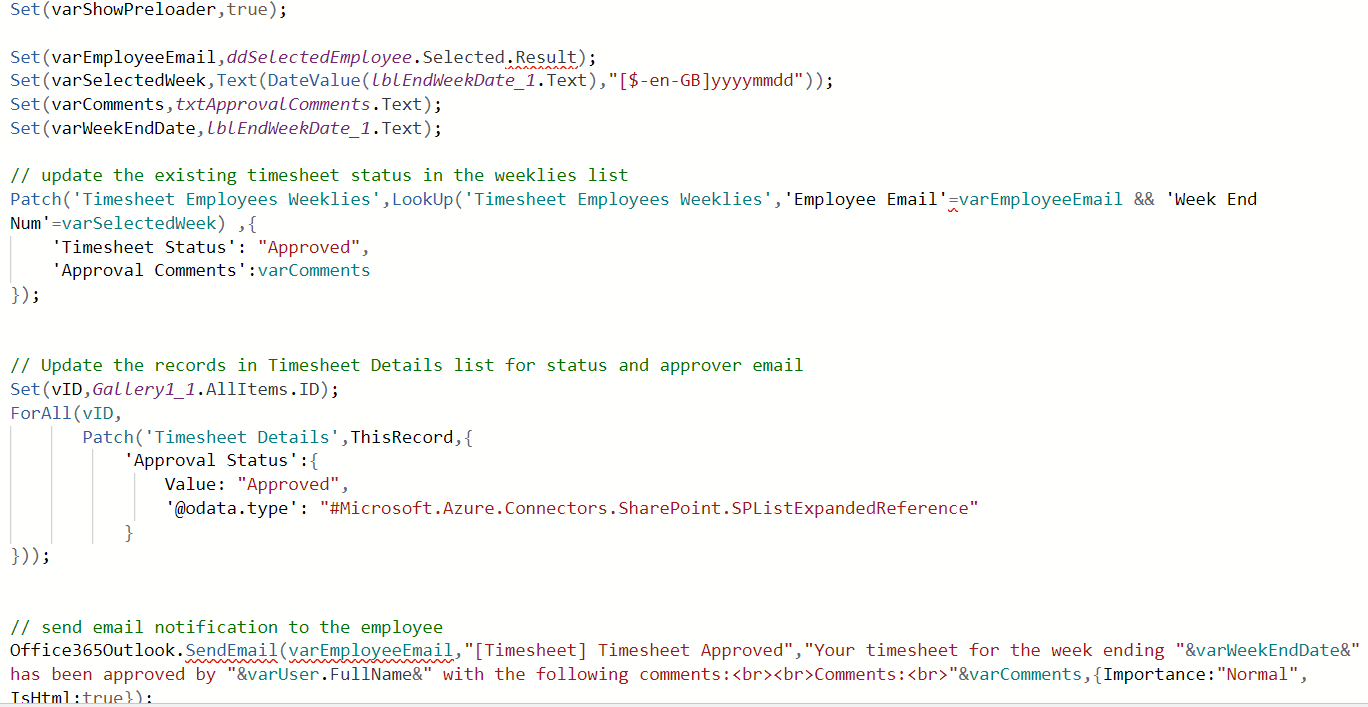 Set(varShowPreloader,true);
Set(varEmployeeEmail,ddSelectedEmployee.Selected.Result);
Set(varSelectedWeek,Text(DateValue(lblEndWeekDate_1.Text),"[$-en-GB]yyyymmdd"));
Set(varComments,txtApprovalComments.Text);
Set(varWeekEndDate,lblEndWeekDate_1.Text);
// update the existing timesheet status in the weeklies list
Patch('Timesheet Employees Weeklies',LookUp('Timesheet Employees Weeklies','Employee Email'=varEmployeeEmail && 'Week End
Num'=varSelectedWeek) ,{
'Timesheet Status': "Approved",
'Approval Comments':varComments
});
// Update the records in Timesheet Details list for status and approver email
Set(vID,Gallery1_1.AllItems.ID);
ForAll(vID,
Patch('Timesheet Details',ThisRecord,{
'Approval Status':{
Value: "Approved",
'@odata.type': "#Microsoft.Azure.Connectors.SharePoint.SPListExpandedReference"
}
}));
// send email notification to the employee
Office365Outlook.SendEmail(varEmployeeEmail,"[Timesheet] Timesheet Approved","Your timesheet for the week ending "&varWeekEndDate&"
has been approved by "&varUser.FullName&" with the following comments:<br><br>Comments:<br>"&varComments,{Importance:"Normal",
IsHtml:true});